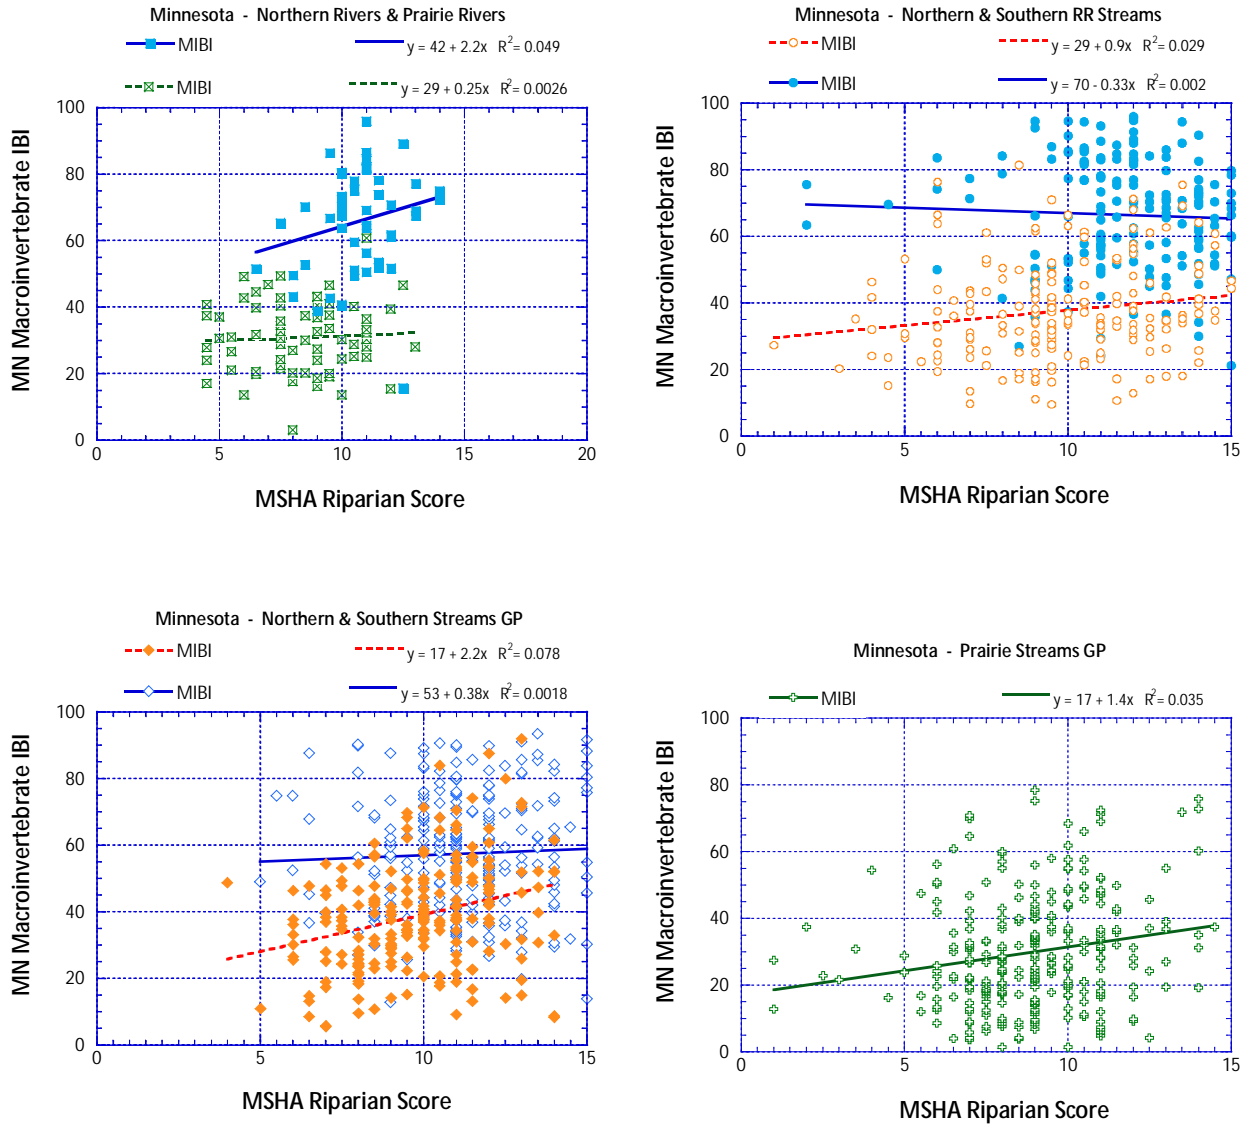 Minnesota - Northern Rivers & Prairie Rivers
MIBI
y = 42 + 2.2x R²= 0.049
MIBI
y = 29 + 0.25x R²= 0.0026
MN Macroinvertebrate IBI
100
80
60
40
20
0
0 5 10 15 20
MSHA Riparian Score
Minnesota - Northern & Southern RR Streams
MIBI
y = 29 + 0.9x R²= 0.029
MIBI
y = 70 - 0.33x R²= 0.002
MN Macroinvertebrate IBI
100
80
60
40
20
0
0 5 10 15
MSHA Riparian Score
Minnesota - Northern & Southern Streams GP
MIBI
y = 17 + 2.2x R²= 0.078
MIBI
y = 53 + 0.38x R²= 0.0018
MN Macroinvertebrate IBI
100
80
60
40
20
0
0 5 10 15
MSHA Riparian Score
Minnesota - Prairie Streams GP
MIBI
y = 17 + 1.4x R²= 0.035
MN Macroinvertebrate IBI
100
80
60
40
20
0
0 5 10 15
MSHA Riparian Score